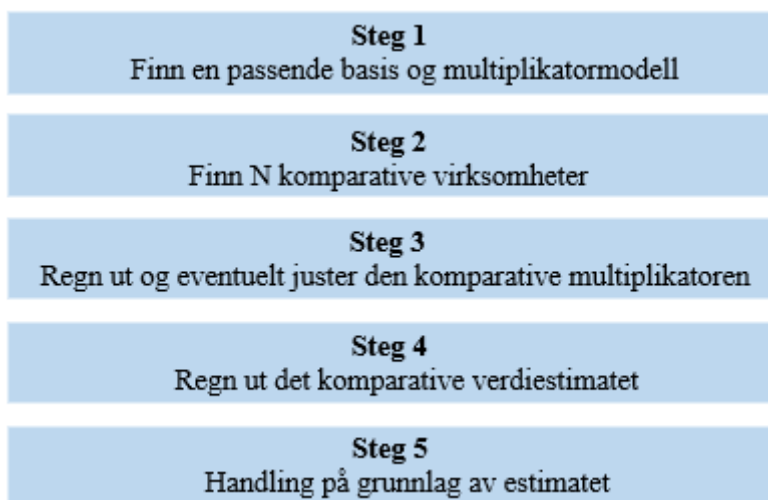 Steg 1
Finn en passende basis og multiplikatormodell
Steg 2
Finn N komparative virksomheter
Steg 3
Regn ut og eventuelt juster den komparative multiplikatoren
Steg 4
Regn ut det komparative verdiestimatet
Steg 5
Handling på grunnlag av estimatet